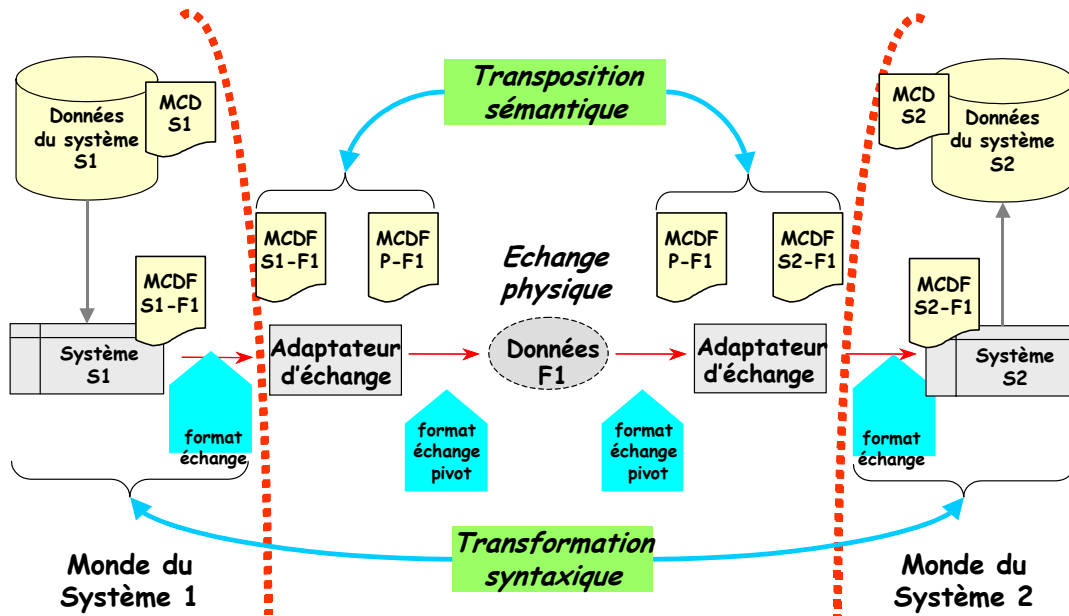 Transposition
sémantique
Données
du système
S1
MCD
S1
MCD
S2
Données
du système
S2
MCDF
S1-F1
MCDF
P-F1
MCDF
P-F1
MCDF
S2-F1
Echange
physique
MCDF
S1-F1
MCDF
S2-F1
Système
S1
Adaptateur
d'échange
Données
F1
Adaptateur
d'échange
Système
S2
format
échange
format
échange
pivot
format
échange
pivot
format
échange
Transformation
syntaxique
Monde du
Système 1
Monde du
Système 2